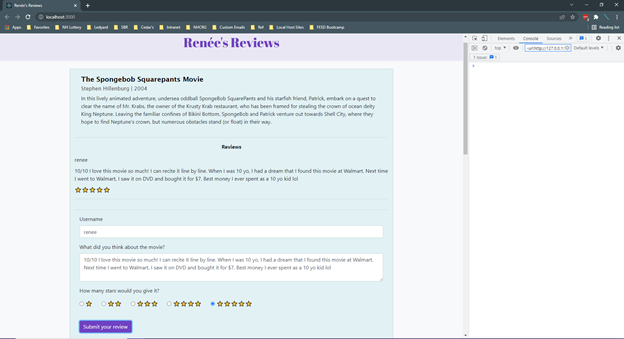 Renée's Reviews
localhost:3000
Apps Favorites NH Lottery Ledyard SBR Cedar's Intranet NHCRG Custom Emails Ref Local Host Sites FEED Bootcamp Reading list
Renée's Reviews
The Spongebob Squarepants Movie
Stephen Hillenburg | 2004
In this lively animated adventure, undersea oddball SpongeBob SquarePants and his starfish friend, Patrick, embark on a quest to
clear the name of Mr. Krabs, the owner of the Krusty Krab restaurant, who has been framed for stealing the crown of ocean deity
King Neptune. Leaving the familiar confines of Bikini Bottom, SpongeBob and Patrick venture out towards Shell City, where they
hope to find Neptune's crown, but numerous obstacles stand (or float) in their way.
Reviews
renee
10/10 I love this movie so much! I can recite it line by line. When I was 10 yo, I had a dream that I found this movie at Walmart. Next
time I went to Walmart, I saw it on DVD and bought it for $7. Best money I ever spent as a 10 yo kid lol
Username
renee
What did you think about the movie?
10/10 I love this movie so much! I can recite it line by line. When I was 10 yo, I had a dream that I found this movie at Walmart.
Next time I went to Walmart, I saw it on DVD and bought it for $7. Best money I ever spent as a 10 yo kid lol
How many stars would you give it?
Submit your review
Elements Console Sources
top Default levels
1 Issue: 1